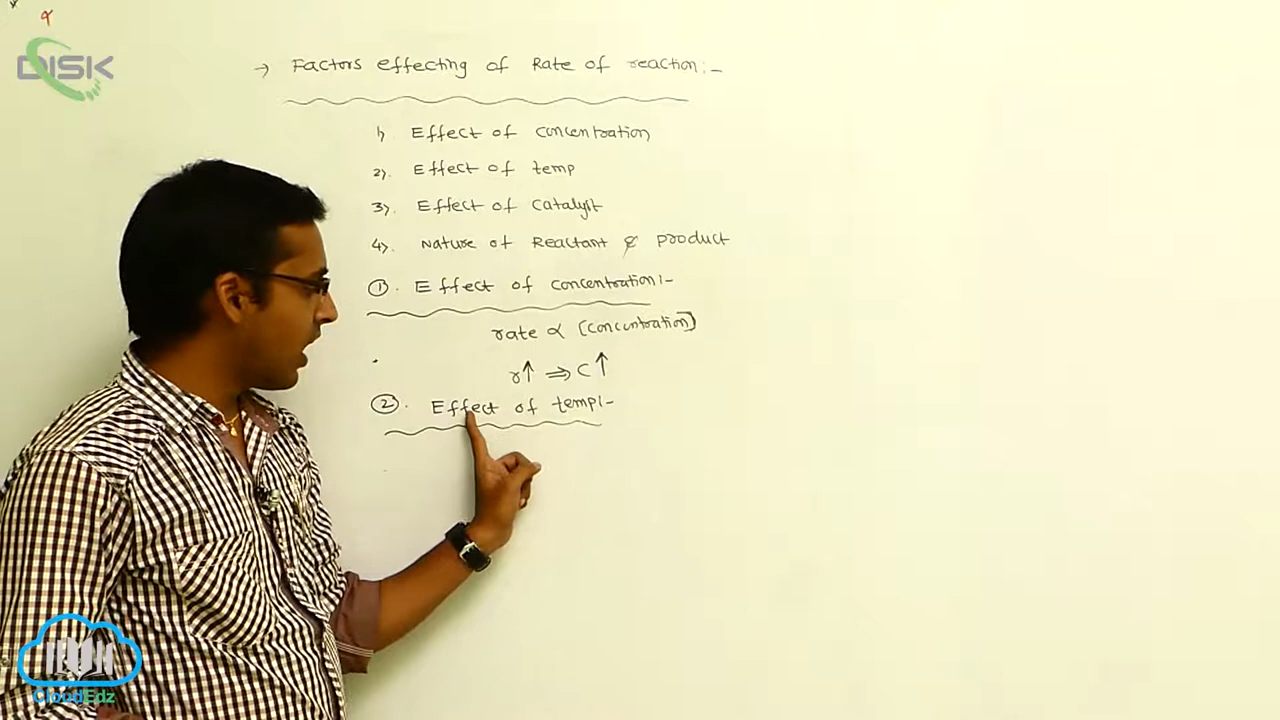 DISK
→ Factors effecting of Rate of reaction:-
1) Effect of concentration
2). Effect of temp
3). Effect of catalyst
4). Nature of Reactant & product
①. Effect of concentration:-
rate ∝ [concentration]
r↑ ⇒ C↑
②. Effect of temp:-
CloudEdz